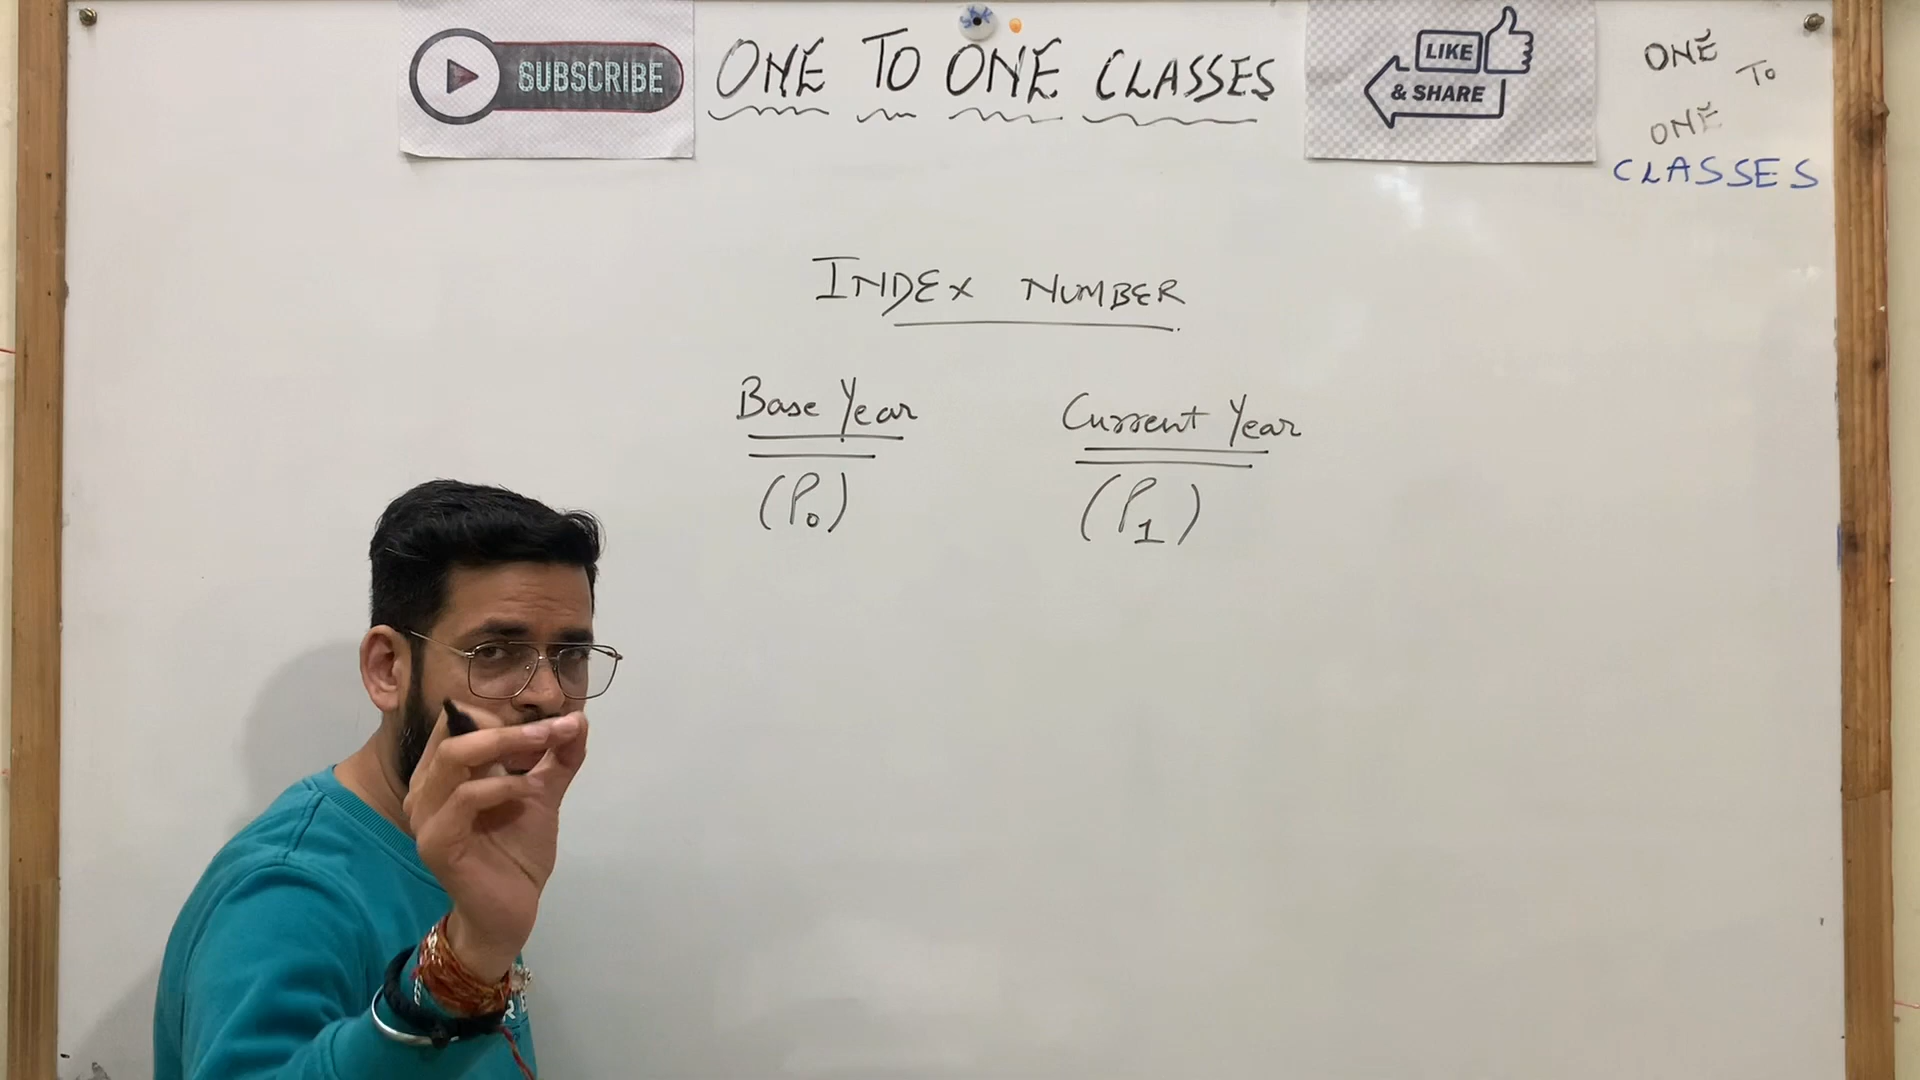 SUBSCRIBE
ONE TO ONE CLASSES
LIKE
& SHARE
ONE
TO
ONE
CLASSES
INDEX NUMBER
Base Year
Current Year
(P₀)
(P₁)